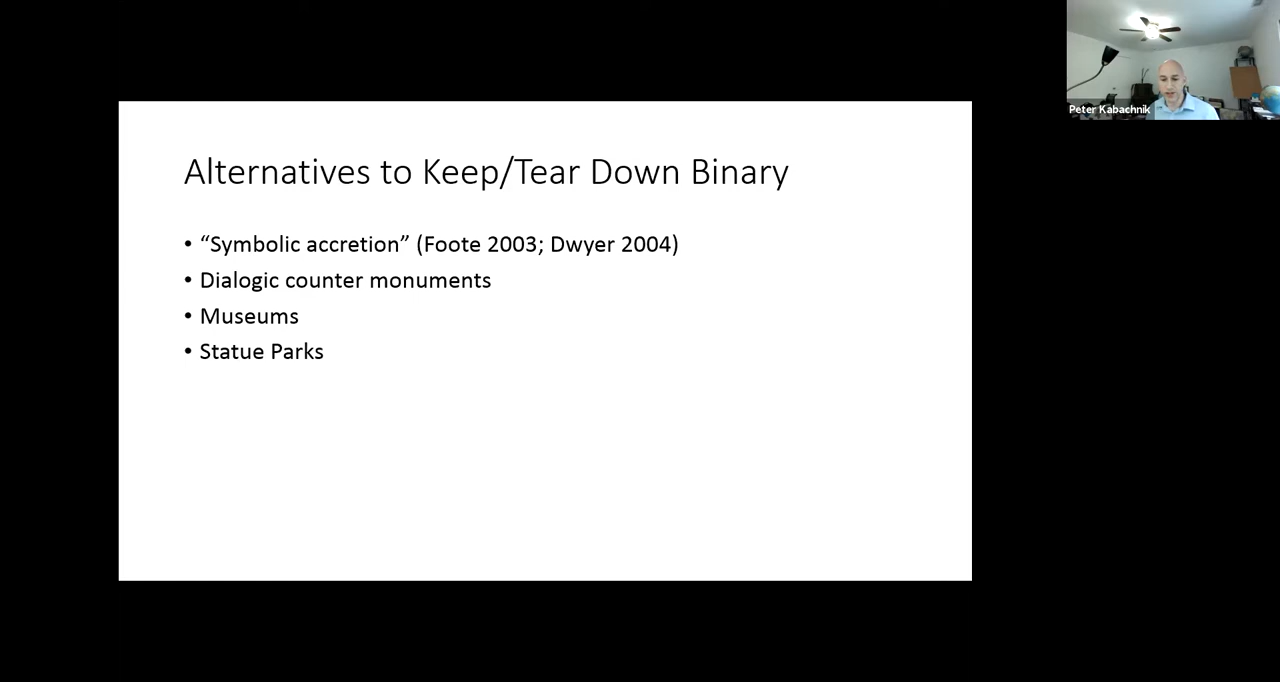 Peter Kabachnik
Alternatives to Keep/Tear Down Binary
• “Symbolic accretion” (Foote 2003; Dwyer 2004)
• Dialogic counter monuments
• Museums
• Statue Parks